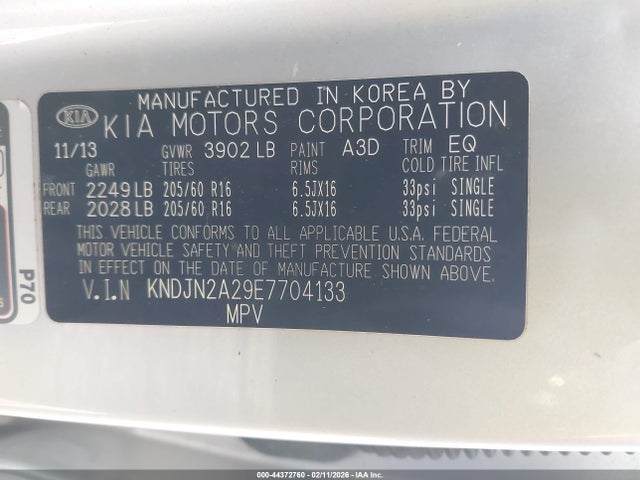 MANUFACTURED IN KOREA BY
KIA KIA MOTORS CORPORATION
11/13 GVWR 3902 LB PAINT A3D TRIM EQ
GAWR TIRES RIMS COLD TIRE INFL
FRONT 2249 LB 205/60 R16 6.5JX16 33psi SINGLE
REAR 2028 LB 205/60 R16 6.5JX16 33psi SINGLE
THIS VEHICLE CONFORMS TO ALL APPLICABLE U.S.A. FEDERAL
MOTOR VEHICLE SAFETY AND THEFT PREVENTION STANDARDS
IN EFFECT ON THE DATE OF MANUFACTURE SHOWN ABOVE.
V.I.N KNDJN2A29E7704133
MPV
P70
000-44372760 - 02/11/2026 - IAAC, Inc.